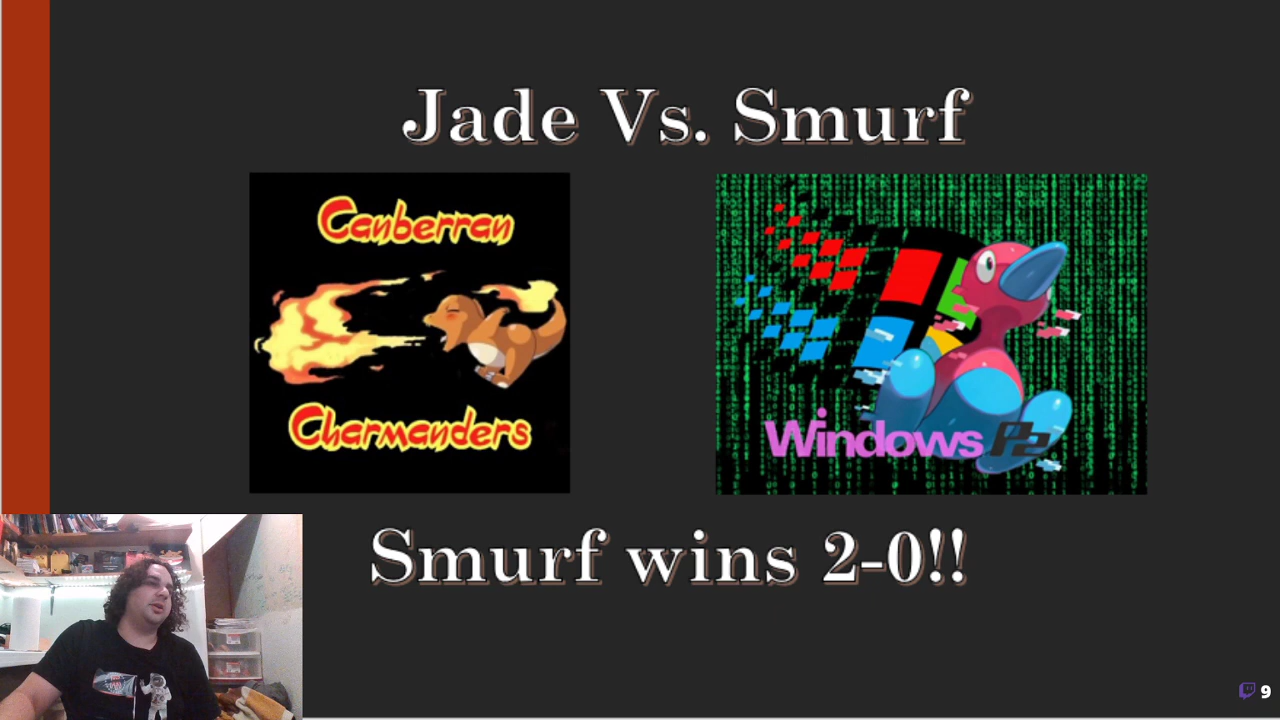 Jade Vs. Smurf
Canberran
Charmanders
Windows P2
Smurf wins 2-0!!
9